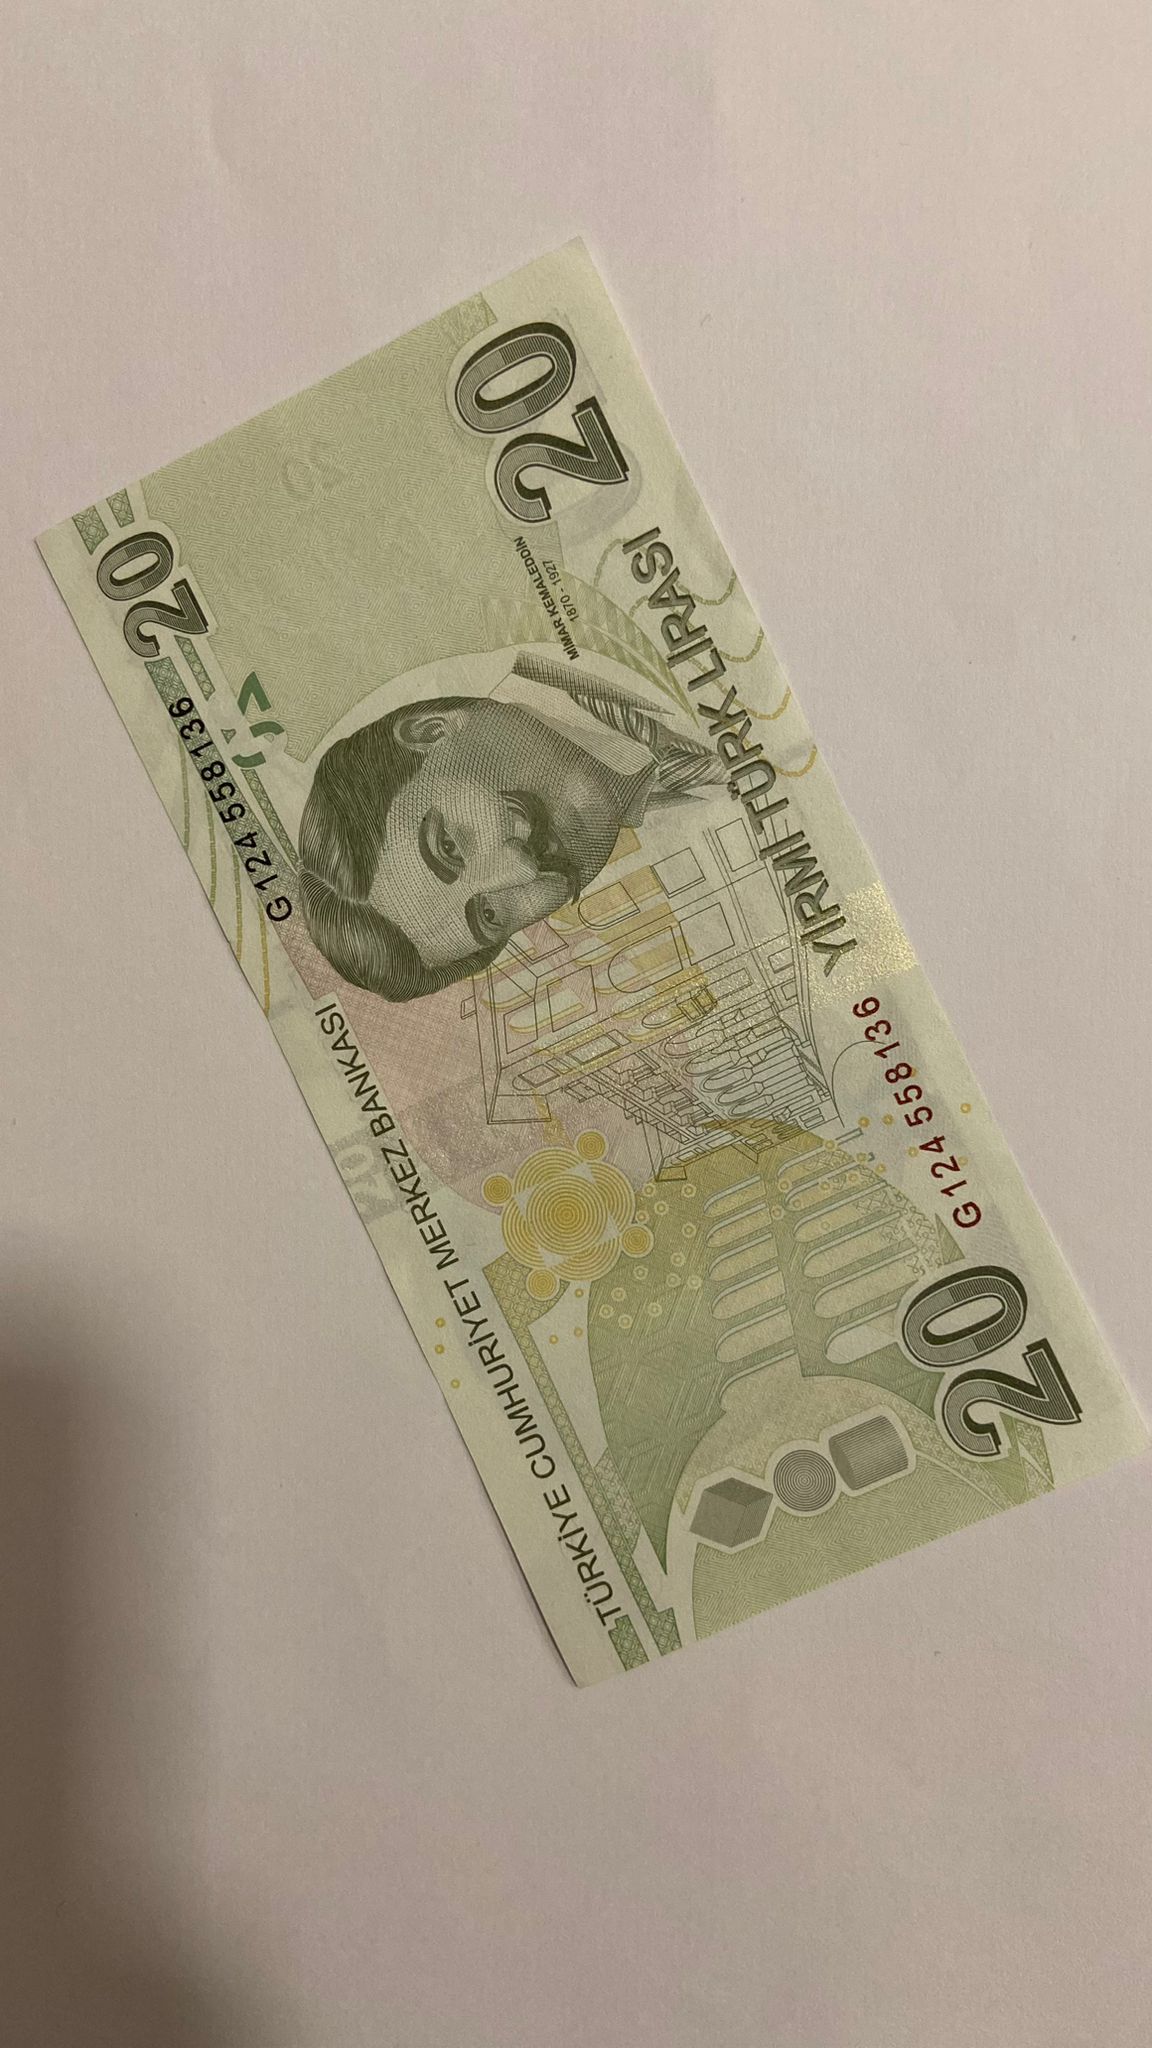 TÜRKİYE CUMHURİYET MERKEZ BANKASI
G124 558136
20
20
MİMAR KEMALEDDİN
1870 - 1927
20
G124 558136
YİRMİ TÜRK LİRASI
20